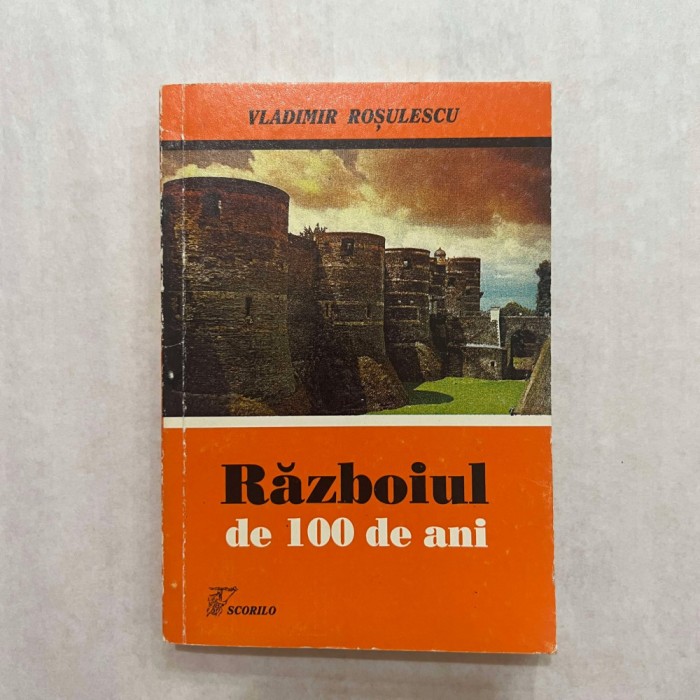 VLADIMIR ROȘULESCU
Războiul
de 100 de ani
SCORILO